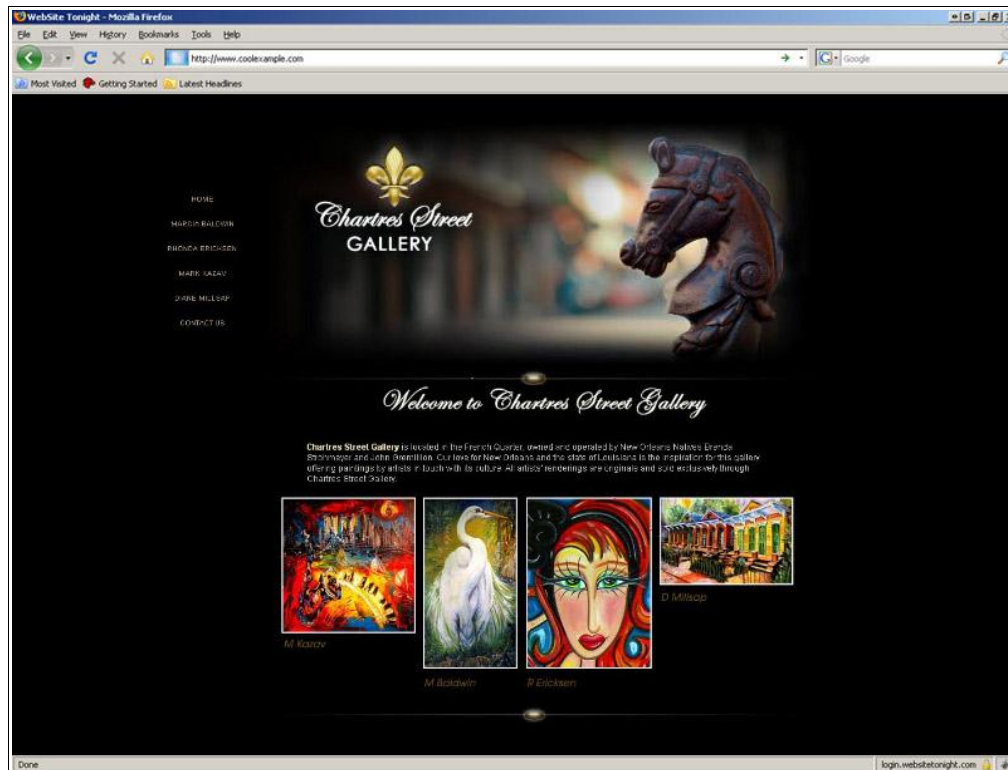 WebSite Tonight - Mozilla Firefox
File Edit View History Bookmarks Tools Help
http://www.coolexample.com
Google
Most Visited Getting Started Latest Headlines
HOME
MARCIA BALDWIN
RHONDA ERICKSEN
MARK KAZAV
DIANE MILLSAP
CONTACT US
Chartres Street
GALLERY
Welcome to Chartres Street Gallery
Chartres Street Gallery is located in the French Quarter, owned and operated by New Orleans Natives Brenda
and John Gremillion. Our love for New Orleans and the state of Louisiana is the inspiration for this gallery
offering paintings by artists in touch with its culture. All artists' renderings are originals and sold exclusively through
Chartres Street Gallery.
M Kazav
M Baldwin
R Ericksen
D Millsap
Done
login.websitetonight.com